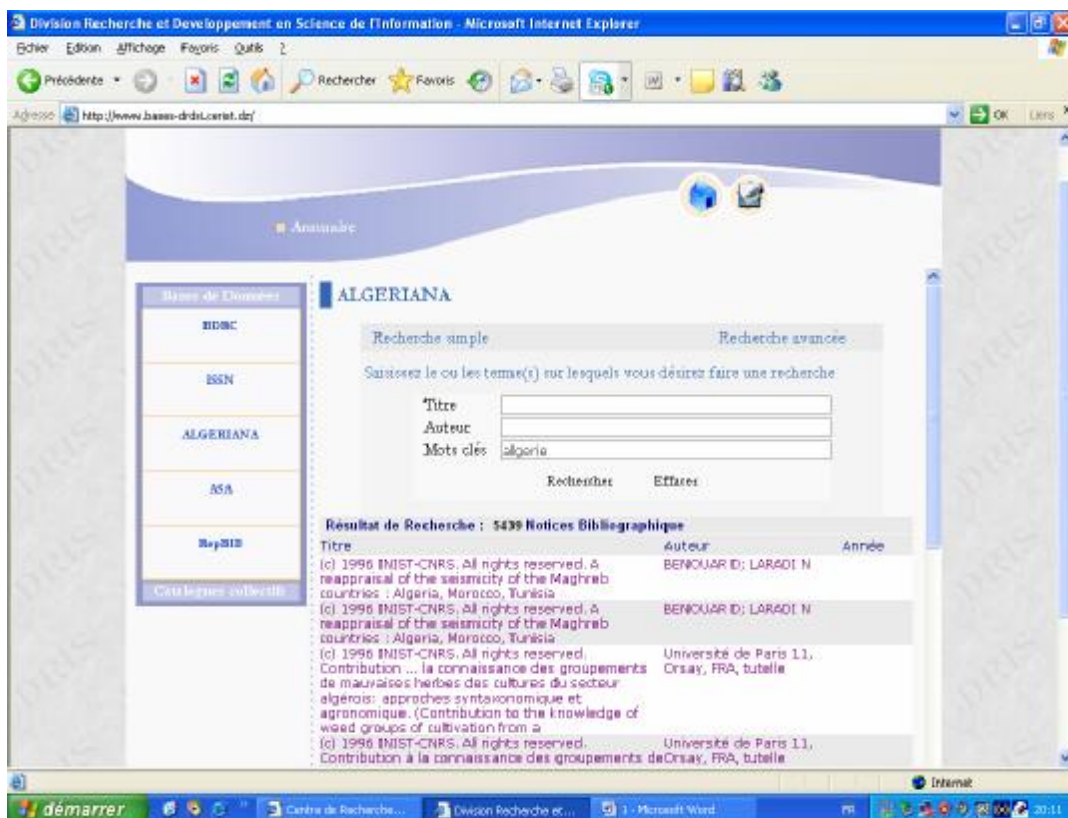 Division Recherche et Developpement en Science de l'Information - Microsoft Internet Explorer
Fichier Edition Affichage Favoris Outils ?
Précédente Rechercher Favoris
Adresse http://www.bases-drdsi.cerist.dz/ OK Liens
Annuaire
Bases de Données
BDBC
ISSN
ALGERIANA
ASA
RepBIB
Catalogues collectifs
ALGERIANA
Recherche simple Recherche avancée
Saisissez le ou les terme(s) sur lesquels vous désirez faire une recherche
Titre
Auteur
Mots clés algerie
Rechercher Effacer
Résultat de Recherche : 5439 Notices Bibliographique
Titre Auteur Année
(c) 1996 INIST-CNRS. All rights reserved. A BENOUAR D; LARADI N
reappraisal of the seismicity of the Maghreb
countries : Algeria, Morocco, Tunisia
(c) 1996 INIST-CNRS. All rights reserved. A BENOUAR D; LARADI N
reappraisal of the seismicity of the Maghreb
countries : Algeria, Morocco, Tunisia
(c) 1996 INIST-CNRS. All rights reserved. Université de Paris 11,
Contribution ... la connaissance des groupements Orsay, FRA, tutelle
de mauvaises herbes des cultures du secteur
algérois: approches syntaxonomique et
agronomique. (Contribution to the knowledge of
weed groups of cultivation from a
(c) 1996 INIST-CNRS. All rights reserved. Université de Paris 11,
Contribution à la connaissance des groupements de Orsay, FRA, tutelle
Internet
démarrer Centre de Recherche... Division Recherche et... 1 - Microsoft Word FR 20:11